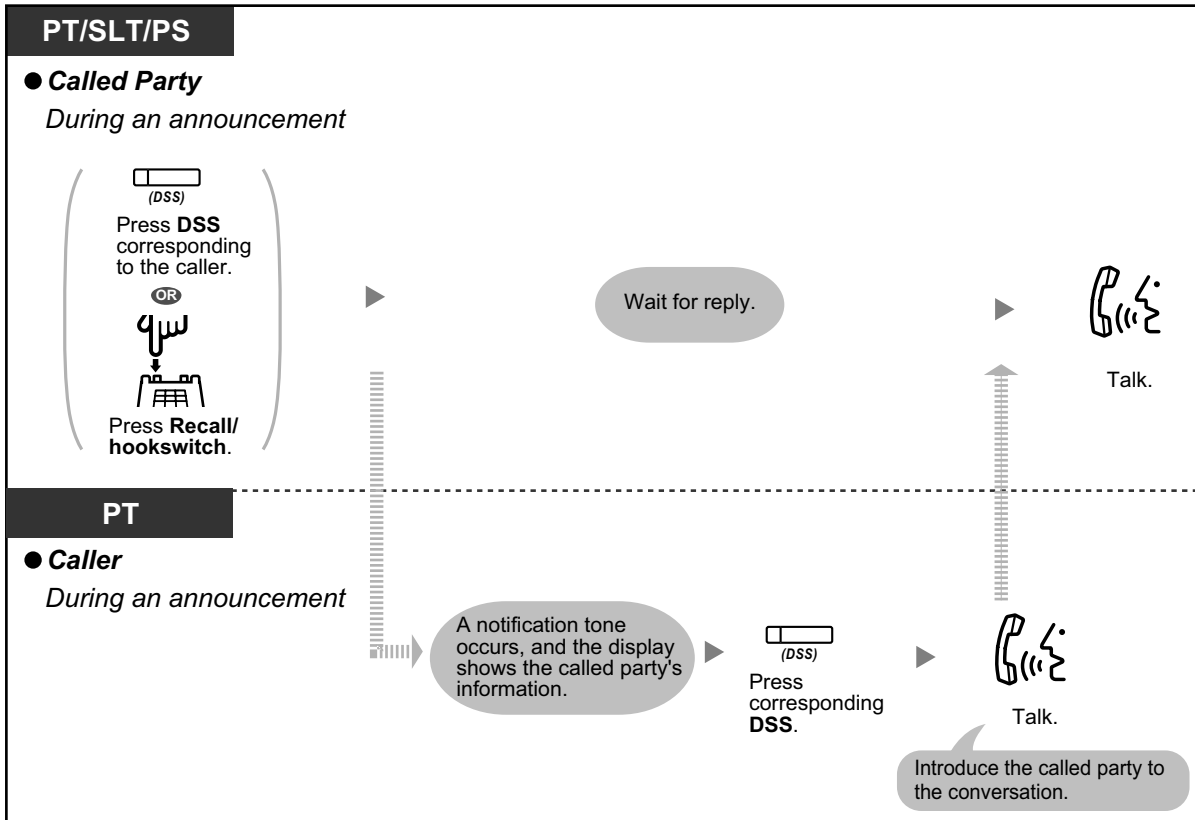 PT/SLT/PS
● Called Party
During an announcement
(DSS)
Press DSS
corresponding
to the caller.
OR
Press Recall/
hookswitch.
Wait for reply.
Talk.
PT
● Caller
During an announcement
A notification tone
occurs, and the display
shows the called party's
information.
(DSS)
Press
corresponding
DSS.
Talk.
Introduce the called party to
the conversation.